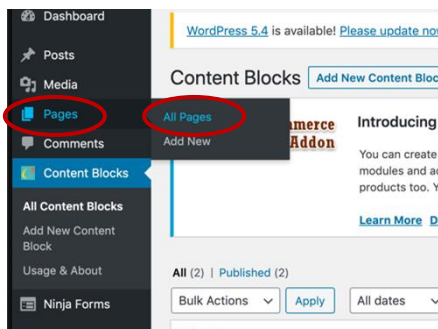 Dashboard
Posts
Media
Pages
Comments
Content Blocks
All Content Blocks
Add New Content
Block
Usage & About
Ninja Forms
All Pages
Add New
WordPress 5.4 is available! Please update
Content Blocks
Add New Content
Addon
Introducing
You can create
modules and
products too.
Learn More
All (2) | Published (2)
Bulk Actions
Apply
All dates